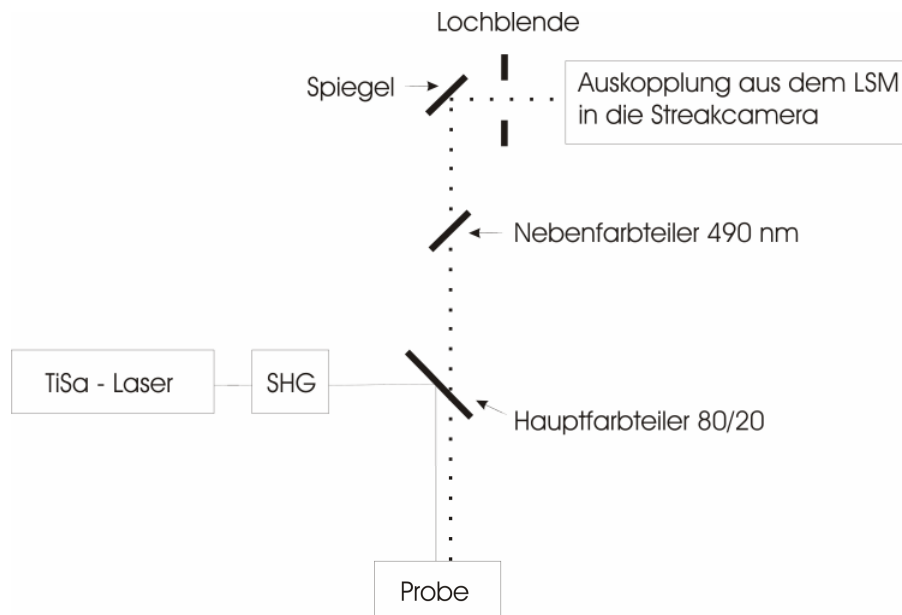 Lochblende
Spiegel
Auskopplung aus dem LSM
in die Streakcamera
Nebenfarbteiler 490 nm
TiSa - Laser
SHG
Hauptfarbteiler 80/20
Probe